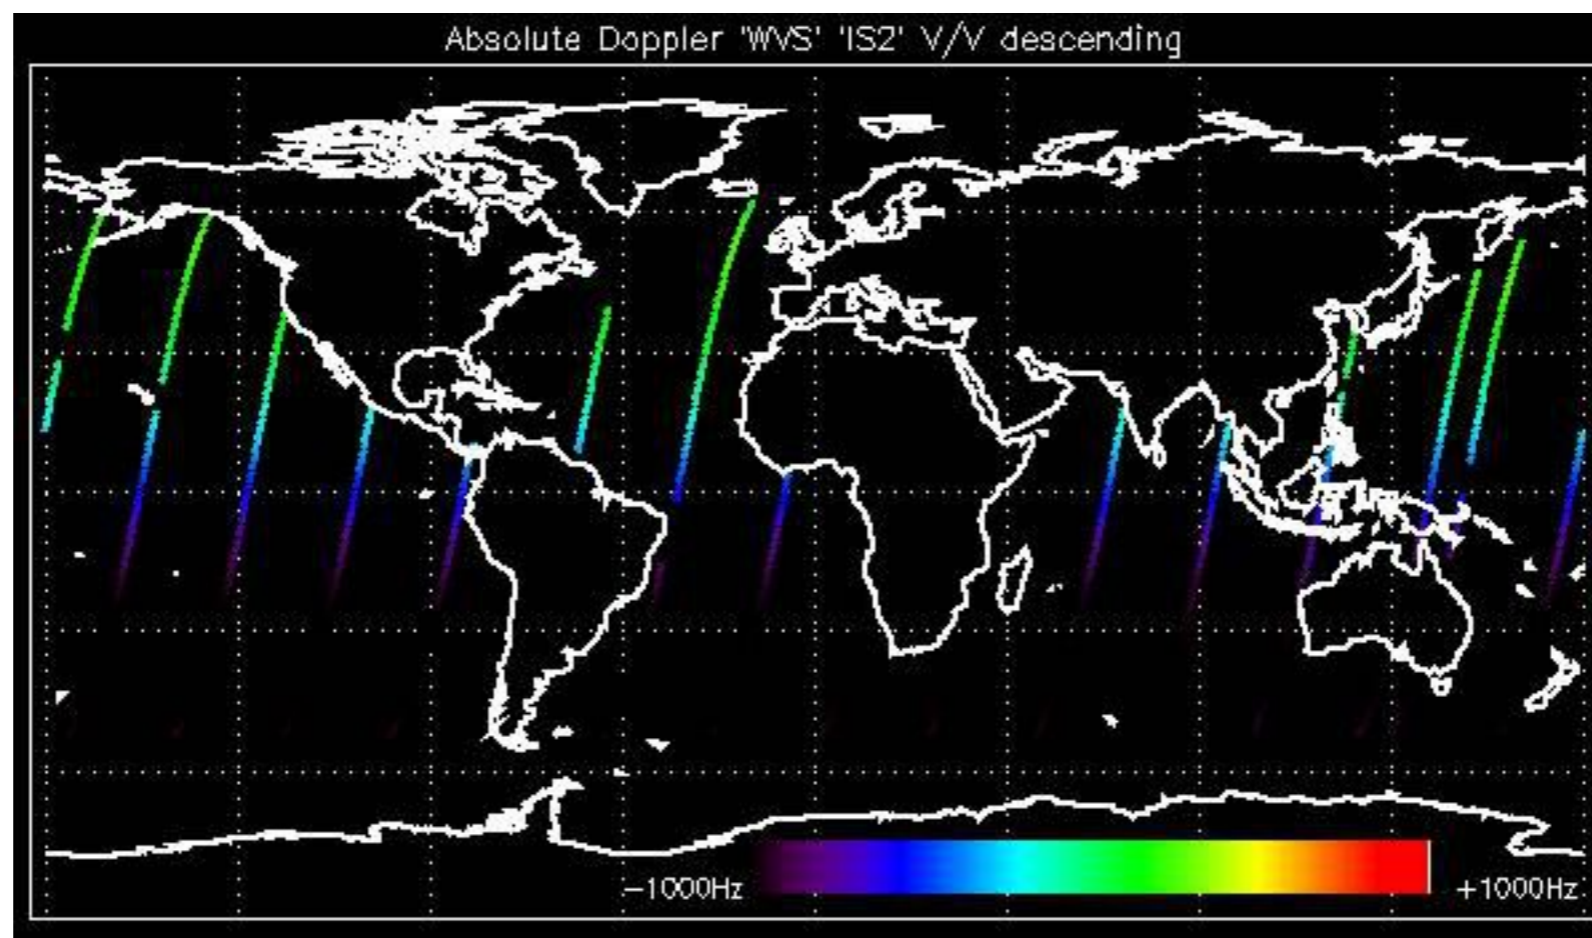 Absolute Doppler 'WVS' 'IS2' V/V descending
−1000Hz +1000Hz